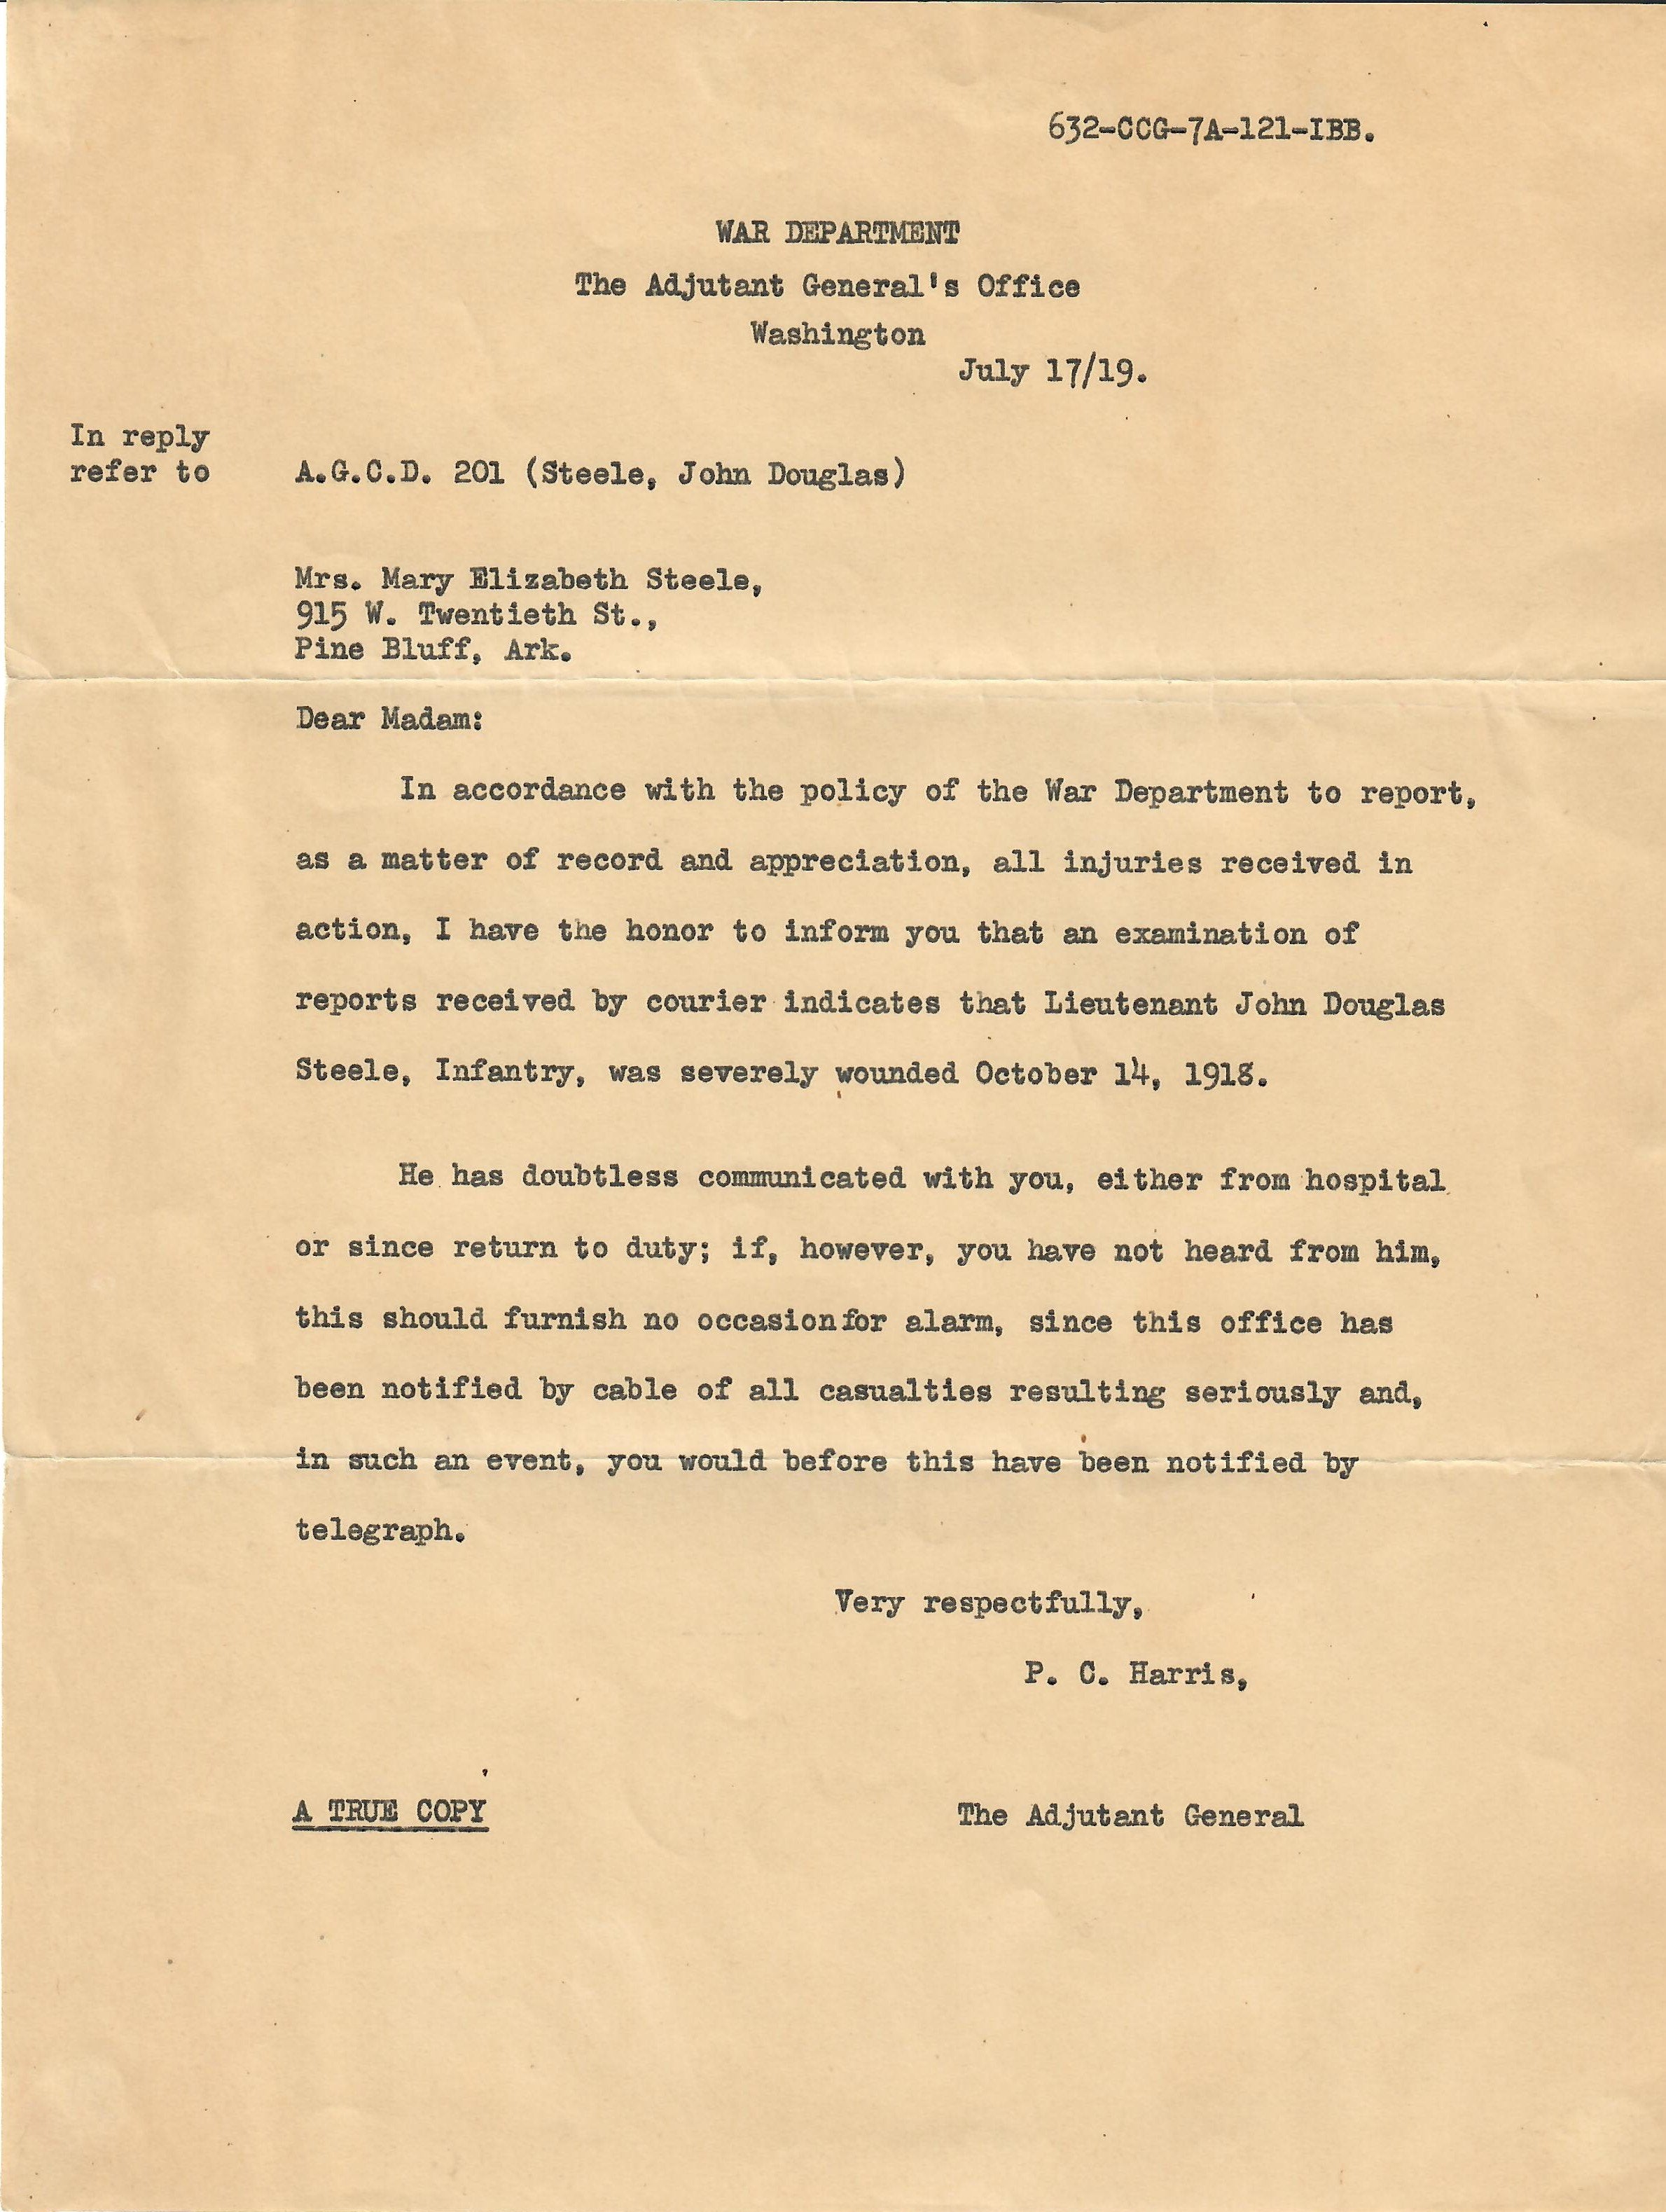 632-CCG-7A-121-IBB.
WAR DEPARTMENT
The Adjutant General's Office
Washington
July 17/19.
In reply
refer to A.G.C.D. 201 (Steele, John Douglas)
Mrs. Mary Elizabeth Steele,
915 W. Twentieth St.,
Pine Bluff, Ark.
Dear Madam:
In accordance with the policy of the War Department to report,
as a matter of record and appreciation, all injuries received in
action, I have the honor to inform you that an examination of
reports received by courier indicates that Lieutenant John Douglas
Steele, Infantry, was severely wounded October 14, 1918.
He has doubtless communicated with you, either from hospital
or since return to duty; if, however, you have not heard from him,
this should furnish no occasion for alarm, since this office has
been notified by cable of all casualties resulting seriously and,
in such an event, you would before this have been notified by
telegraph.
Very respectfully,
P. C. Harris,
A TRUE COPY The Adjutant General